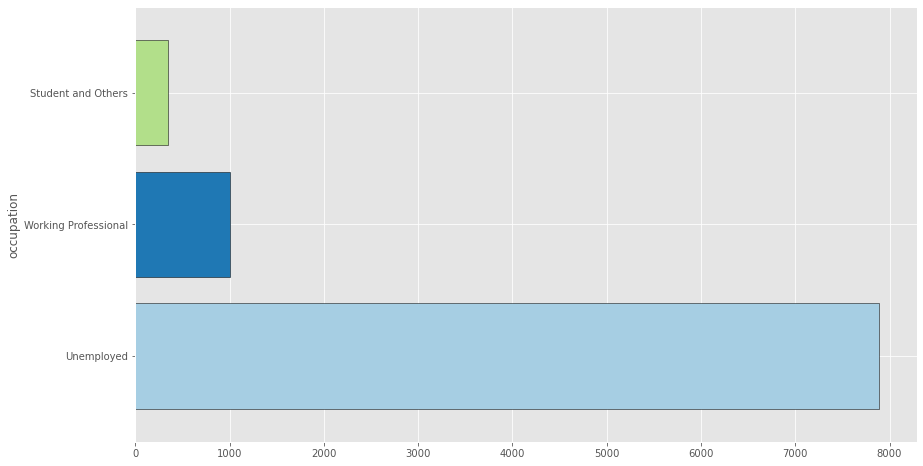 Student and Others
Working Professional
Unemployed
occupation
0 1000 2000 3000 4000 5000 6000 7000 8000